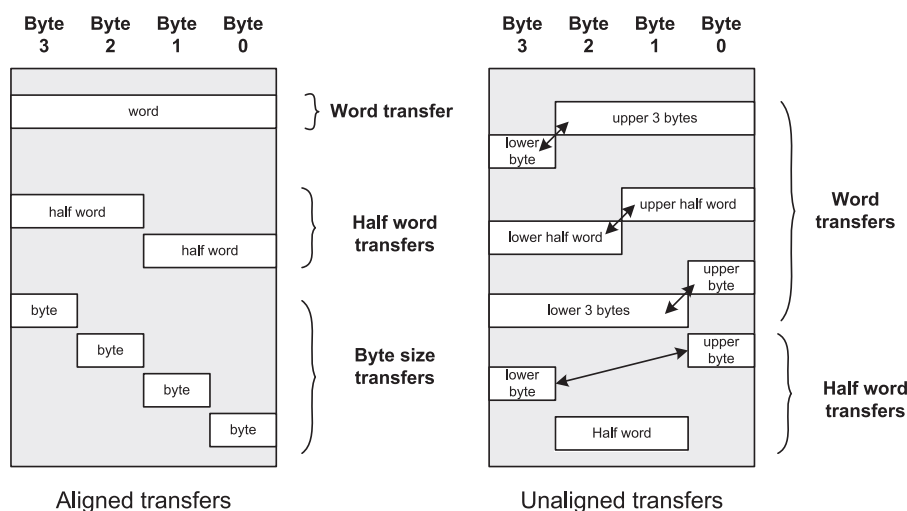 Byte 3
Byte 2
Byte 1
Byte 0
word
Word transfer
half word
half word
Half word
transfers
byte
byte
byte
byte
Byte size
transfers
Aligned transfers
Byte 3
Byte 2
Byte 1
Byte 0
upper 3 bytes
lower
byte
upper half word
lower half word
upper
byte
lower 3 bytes
Word
transfers
upper
byte
lower
byte
Half word
Half word
transfers
Unaligned transfers